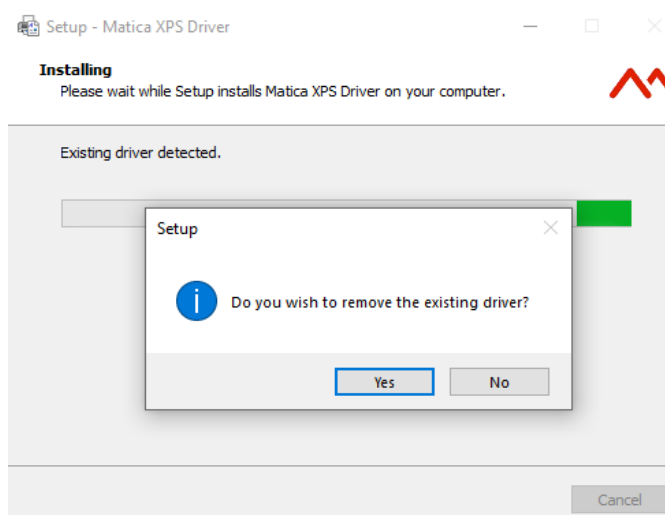 Setup - Matica XPS Driver
Installing
Please wait while Setup installs Matica XPS Driver on your computer.
Existing driver detected.
Setup
Do you wish to remove the existing driver?
Yes No
Cancel